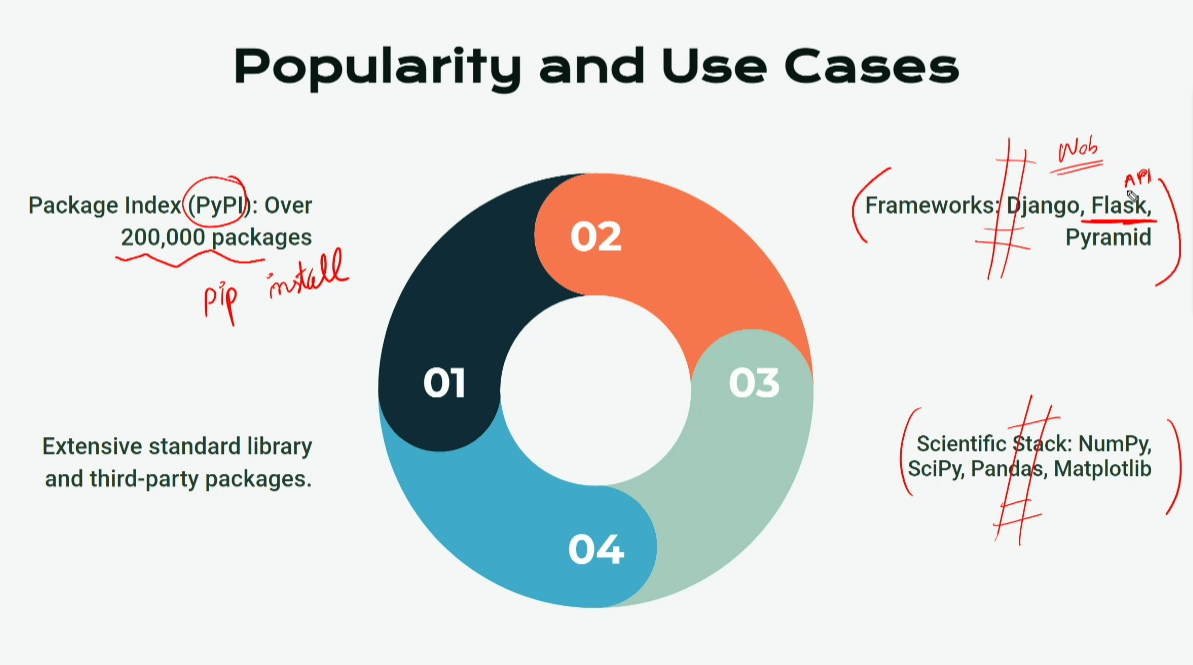 Popularity and Use Cases
Package Index (PyPI): Over
200,000 packages
pip install
02
Web
API
Frameworks: Django, Flask,
Pyramid
01
03
Extensive standard library
and third-party packages.
Scientific Stack: NumPy,
SciPy, Pandas, Matplotlib
04